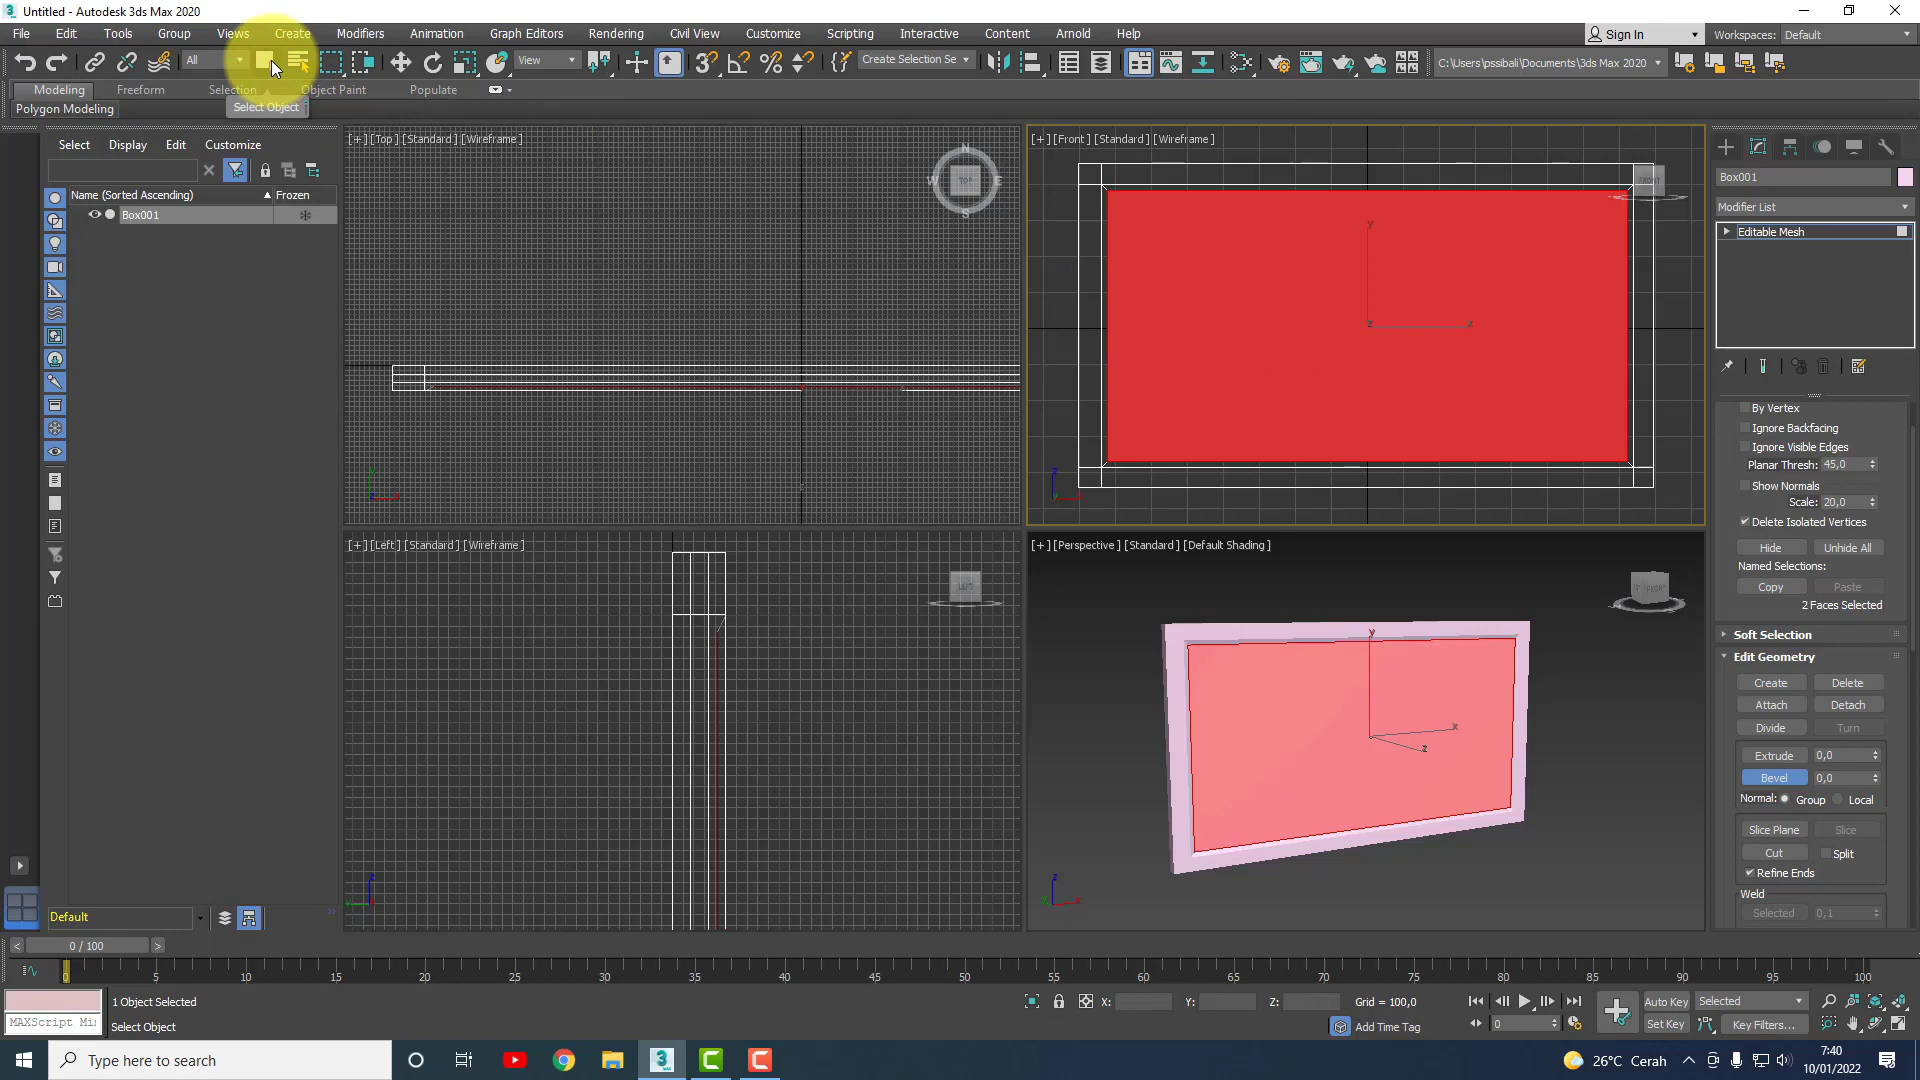 Untitled - Autodesk 3ds Max 2020
File Edit Tools Group Views Create Modifiers Animation Graph Editors Rendering Civil View Customize Scripting Interactive Content Arnold Help
Sign In Workspaces: Default
All View Create Selection Se C:\Users\pssibali\Documents\3ds Max 2020
Modeling Freeform Selection Object Paint Populate
Polygon Modeling
Select Object
Select Display Edit Customize
Name (Sorted Ascending) Frozen
Box001
Default
[+] [Top] [Standard] [Wireframe]
N
W TOP E
S
[+] [Front] [Standard] [Wireframe]
FRONT
y
z x
[+] [Left] [Standard] [Wireframe]
LEFT
[+] [Perspective] [Standard] [Default Shading]
FRONT
y
x
z
Box001
Modifier List
Editable Mesh
By Vertex
Ignore Backfacing
Ignore Visible Edges
Planar Thresh: 45,0
Show Normals
Scale: 20,0
Delete Isolated Vertices
Hide Unhide All
Named Selections:
Copy Paste
2 Faces Selected
Soft Selection
Edit Geometry
Create Delete
Attach Detach
Divide Turn
Extrude 0,0
Bevel 0,0
Normal: Group Local
Slice Plane Slice
Cut Split
Refine Ends
Weld
Selected 0,1
0 / 100
0 5 10 15 20 25 30 35 40 45 50 55 60 65 70 75 80 85 90 95 100
1 Object Selected
MAXScript Mi
Select Object
X: Y: Z: Grid = 100,0
Add Time Tag
0
Auto Key Selected
Set Key Key Filters...
Type here to search
26°C Cerah
7:40
10/01/2022